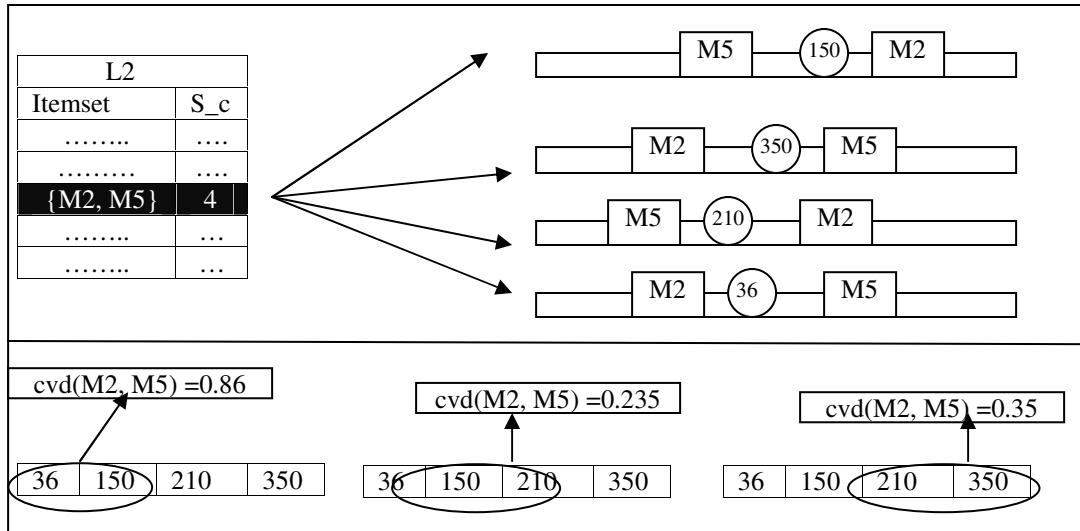 L2
Itemset S_c
…….. ….
……… ….
{M2, M5} 4
…….. …
…….. …
M5 150 M2
M2 350 M5
M5 210 M2
M2 36 M5
cvd(M2, M5) =0.86
cvd(M2, M5) =0.235
cvd(M2, M5) =0.35
36 150 210 350
36 150 210 350
36 150 210 350